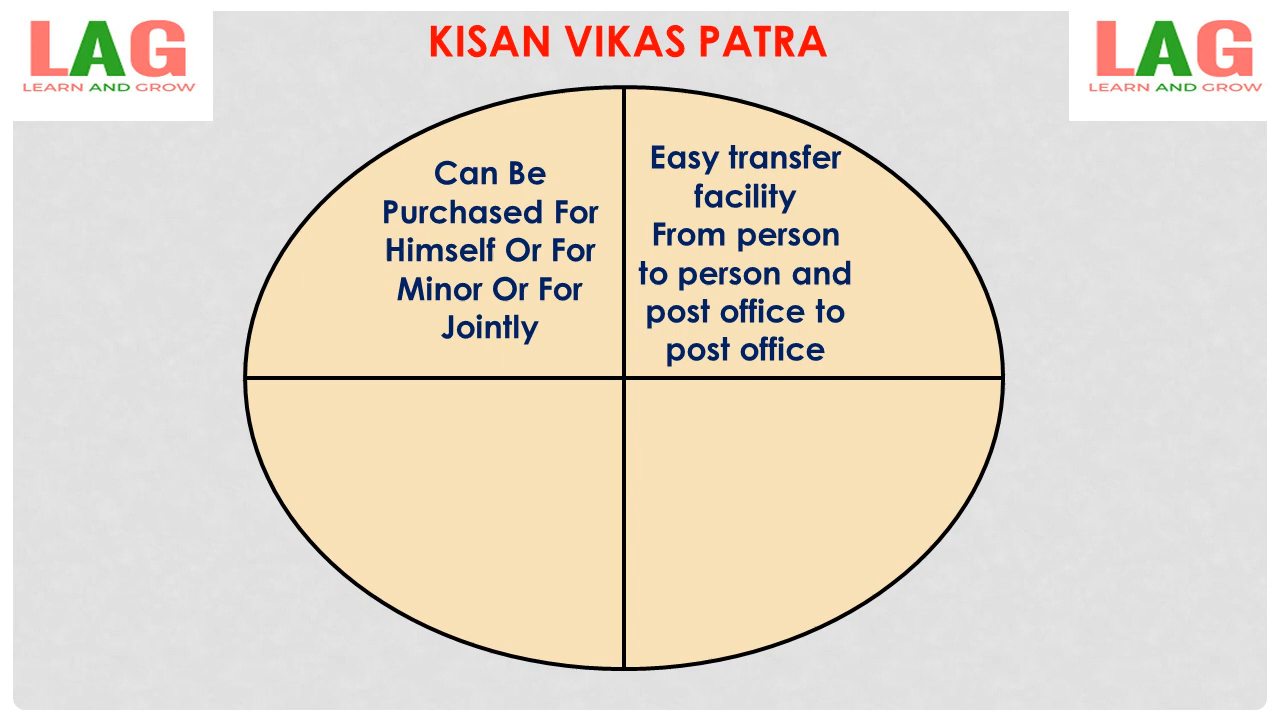 LAG
LEARN AND GROW
KISAN VIKAS PATRA
LAG
LEARN AND GROW
Can Be
Purchased For
Himself Or For
Minor Or For
Jointly
Easy transfer
facility
From person
to person and
post office to
post office